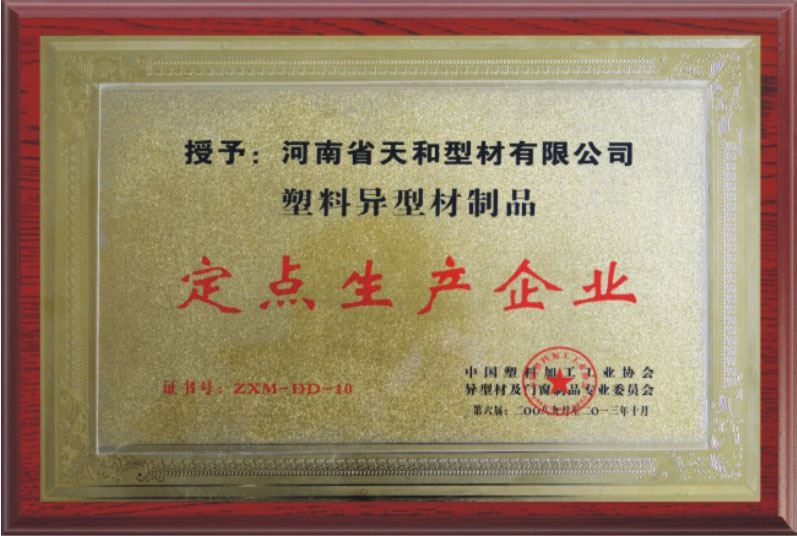 授予：河南省天和型材有限公司
塑料异型材制品
定点生产企业
证书号：ZXM-DD-10
中国塑料加工工业协会
异型材及门窗制品专业委员会
第六届：二〇〇八年九月至二〇一三年十月